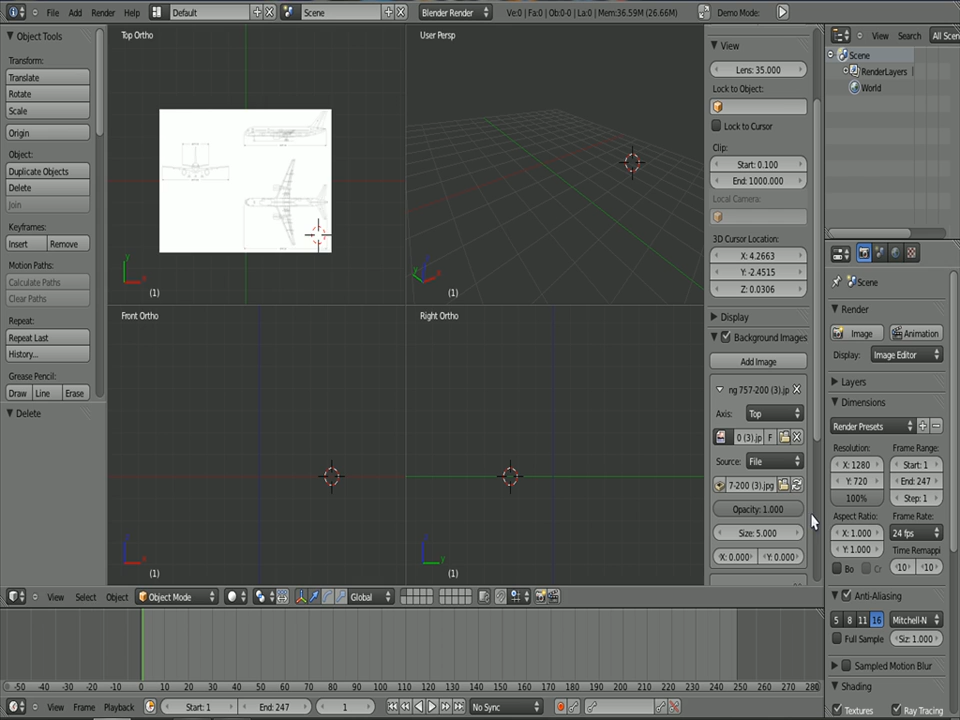 File Add Render Help Default Scene Blender Render Ve:0 | Fa:0 | Ob:0-0 | La:0 | Mem:36.59M (26.66M) Demo Mode:
Object Tools
Transform:
Translate
Rotate
Scale
Origin
Object:
Duplicate Objects
Delete
Join
Keyframes:
Insert Remove
Motion Paths:
Calculate Paths
Clear Paths
Repeat:
Repeat Last
History...
Grease Pencil:
Draw Line Erase
Delete
Top Ortho
y
x
(1)
User Persp
(1)
Front Ortho
(1)
Right Ortho
(1)
View
Lens: 35.000
Lock to Object:
Lock to Cursor
Clip:
Start: 0.100
End: 1000.000
Local Camera:
3D Cursor Location:
X: 4.2663
Y: -2.4515
Z: 0.0306
Display
Background Images
Add Image
ng 757-200 (3).jp
Axis: Top
0 (3).jp F
Source: File
7-200 (3).jpg
Opacity: 1.000
Size: 5.000
X: 0.000 Y: 0.000
View Search All Scen
Scene
RenderLayers
World
Scene
Render
Image Animation
Display: Image Editor
Layers
Dimensions
Render Presets
Resolution: Frame Range:
X: 1280 Start: 1
Y: 720 End: 247
100% Step: 1
Aspect Ratio: Frame Rate:
X: 1.000 24 fps
Y: 1.000 Time Remappi
Bo Cr 10 10
Anti-Aliasing
5 8 11 16 Mitchell-N
Full Sample Siz: 1.000
Sampled Motion Blur
Shading
Textures Ray Tracing
View Select Object Object Mode Global
-50 -40 -30 -20 -10 0 10 20 30 40 50 60 70 80 90 100 110 120 130 140 150 160 170 180 190 200 210 220 230 240 250 260 270 280
View Frame Playback Start: 1 End: 247 1 No Sync